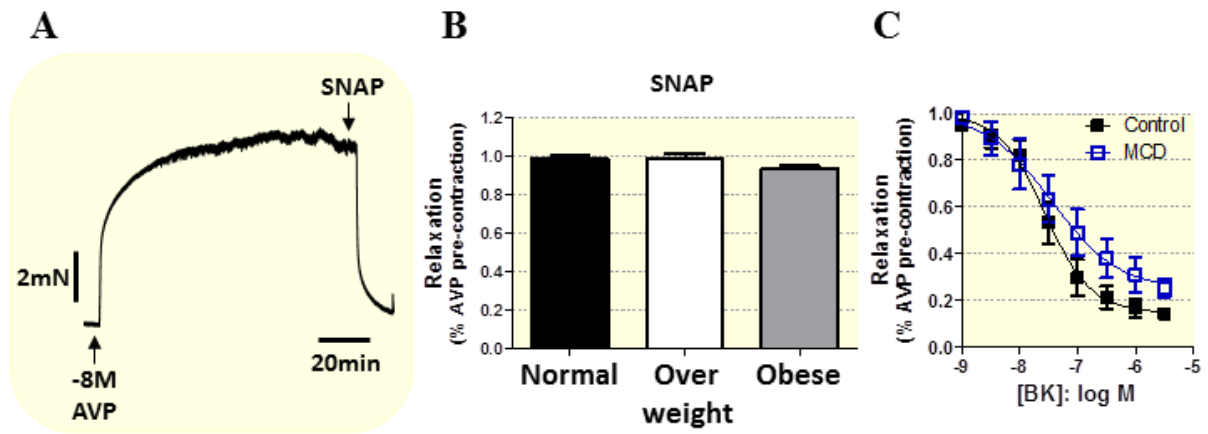 A
SNAP
2mN
-8M
AVP
20min
B
SNAP
Relaxation
(% AVP pre-contraction)
1.2
1.0
0.8
0.6
0.4
0.2
0.0
Normal Over Obese
weight
C
Relaxation
(% AVP pre-contraction)
1.0
0.8
0.6
0.4
0.2
0.0
Control
MCD
-9 -8 -7 -6 -5
[BK]: log M